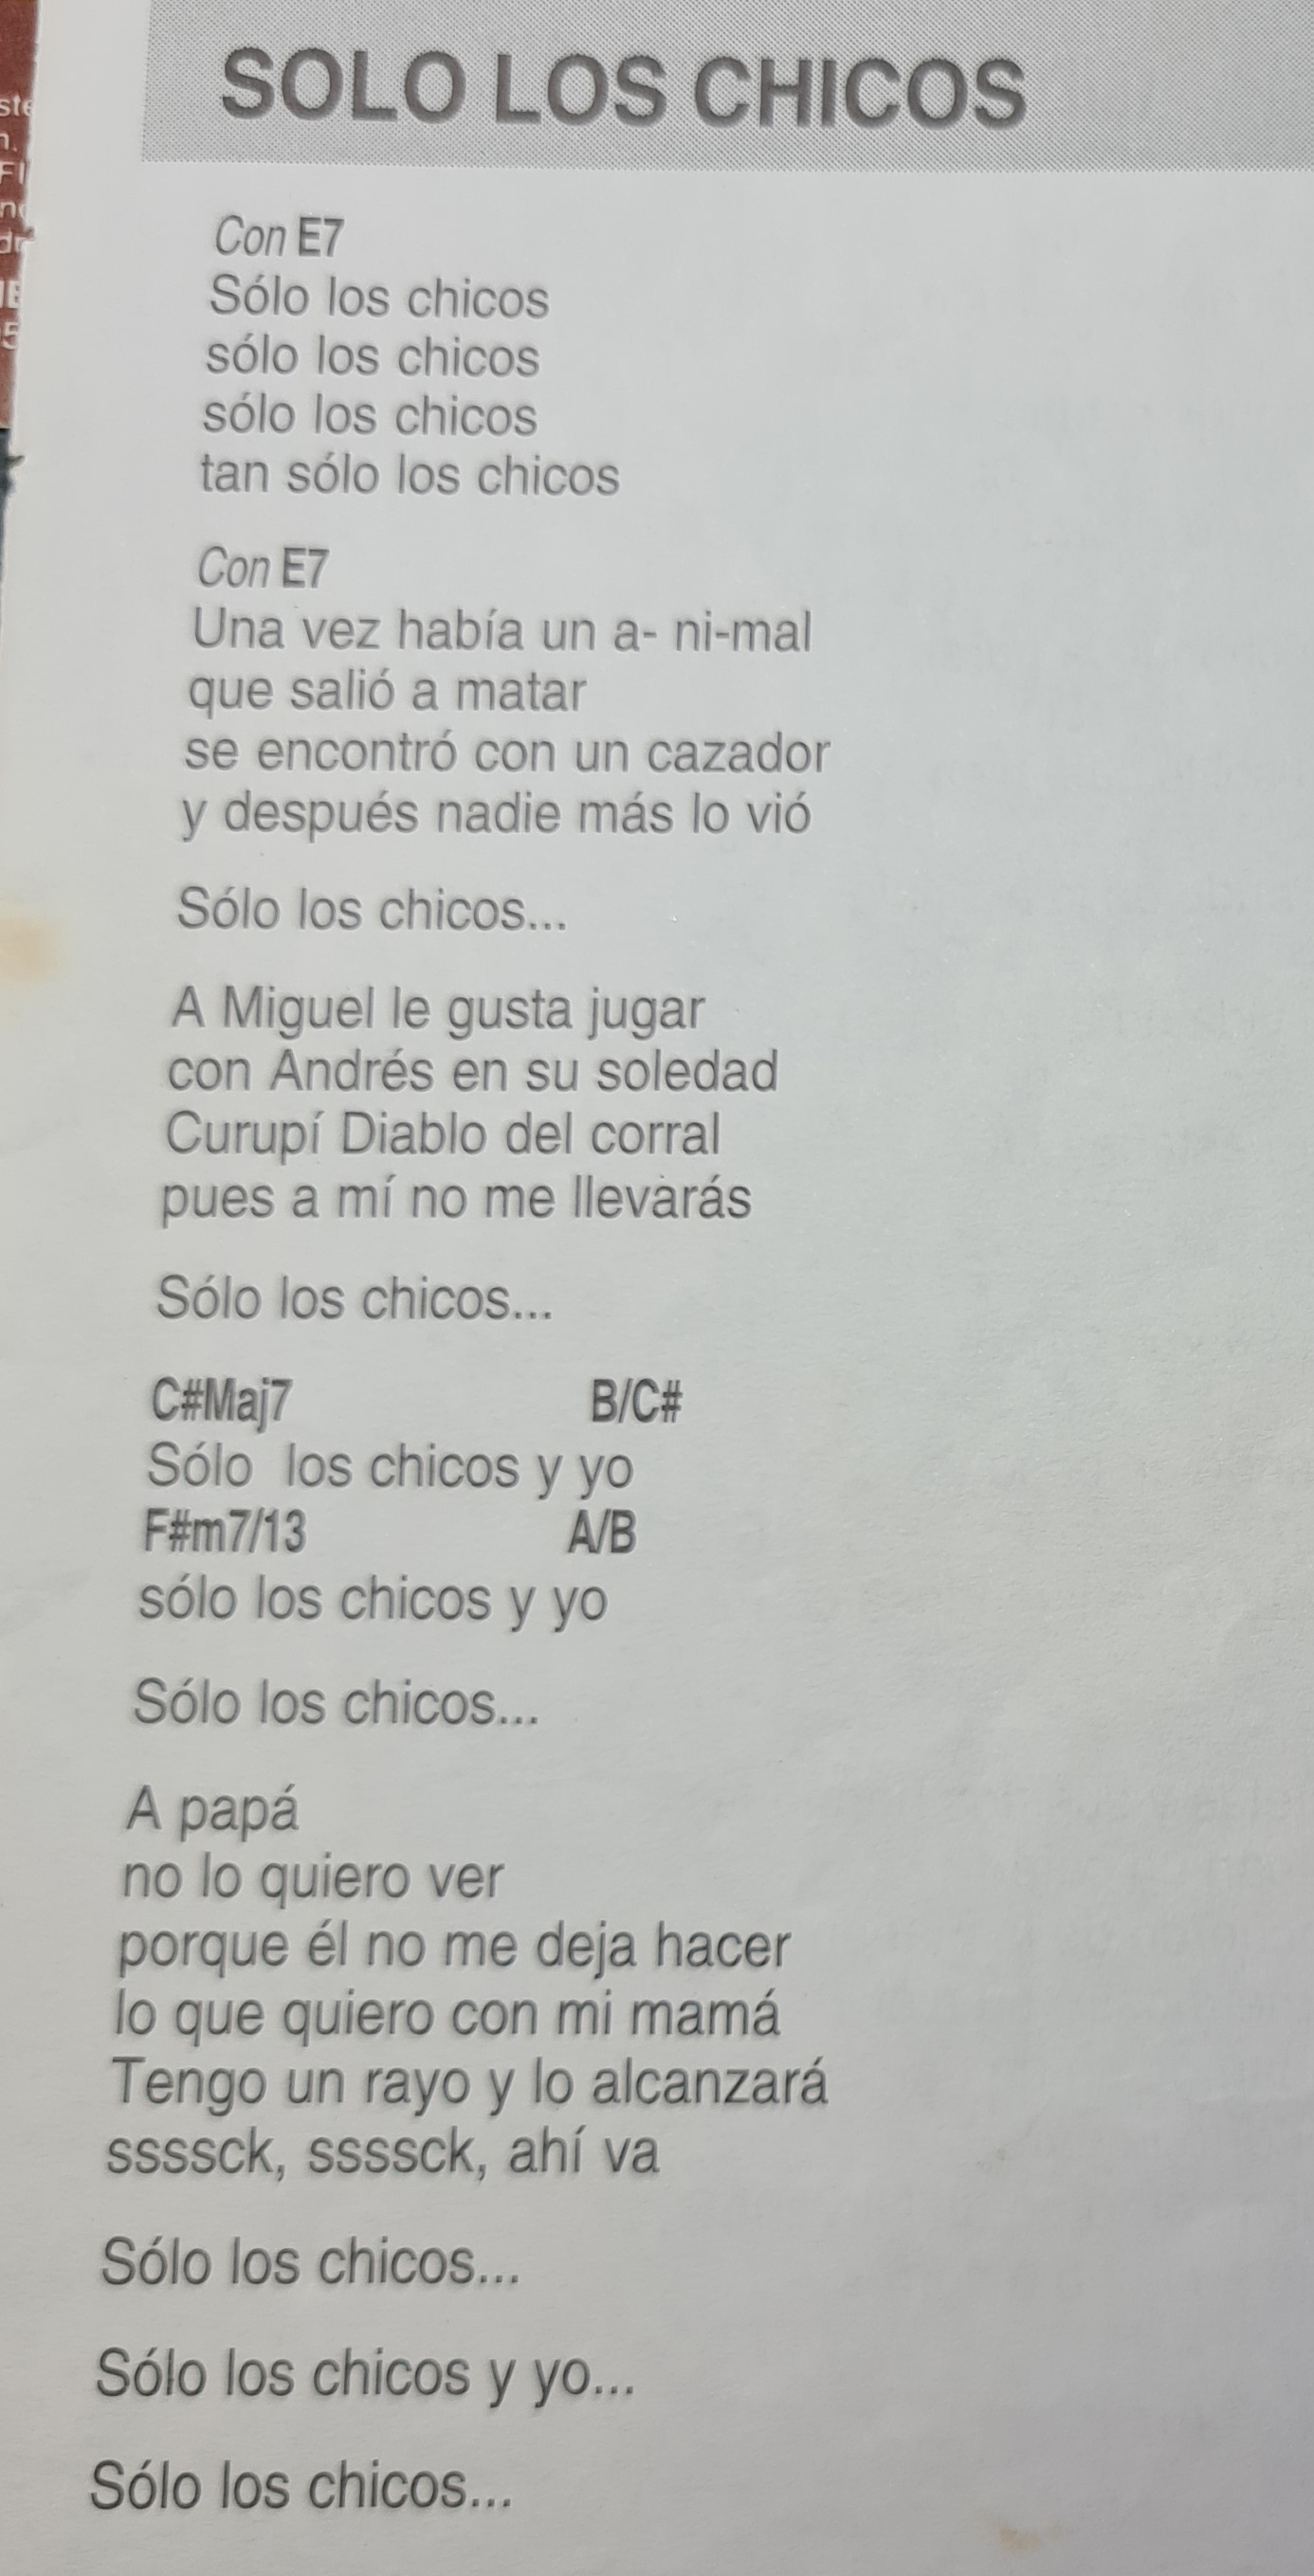 SOLO LOS CHICOS
Con E7
Sólo los chicos
sólo los chicos
sólo los chicos
tan sólo los chicos
Con E7
Una vez había un a- ni-mal
que salió a matar
se encontró con un cazador
y después nadie más lo vió
Sólo los chicos...
A Miguel le gusta jugar
con Andrés en su soledad
Curupí Diablo del corral
pues a mí no me llevarás
Sólo los chicos...
C#Maj7 B/C#
Sólo los chicos y yo
F#m7/13 A/B
sólo los chicos y yo
Sólo los chicos...
A papá
no lo quiero ver
porque él no me deja hacer
lo que quiero con mi mamá
Tengo un rayo y lo alcanzará
ssssck, ssssck, ahí va
Sólo los chicos...
Sólo los chicos y yo...
Sólo los chicos...